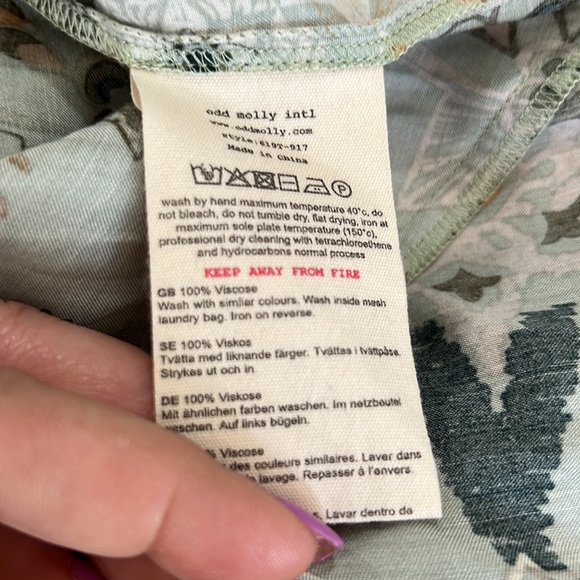 odd molly intl
www.oddmolly.com
style:619T-917
Made in China
P
wash by hand maximum temperature 40°c, do
not bleach, do not tumble dry, flat drying, iron at
maximum sole plate temperature (150°c),
professional dry cleaning with tetrachloroethene
and hydrocarbons normal process
KEEP AWAY FROM FIRE
GB 100% Viscose
Wash with similar colours. Wash inside mesh
laundry bag. Iron on reverse.
SE 100% Viskos
Tvätta med liknande färger. Tvättas i tvättpåse.
Strykes ut och in.
DE 100% Viskose
Mit ähnlichen farben waschen. Im netzbeutel
waschen. Auf links bügeln.
% Viscose
des couleurs similaires. Laver dans
lavage. Repasser à l'envers.
Lavar dentro da